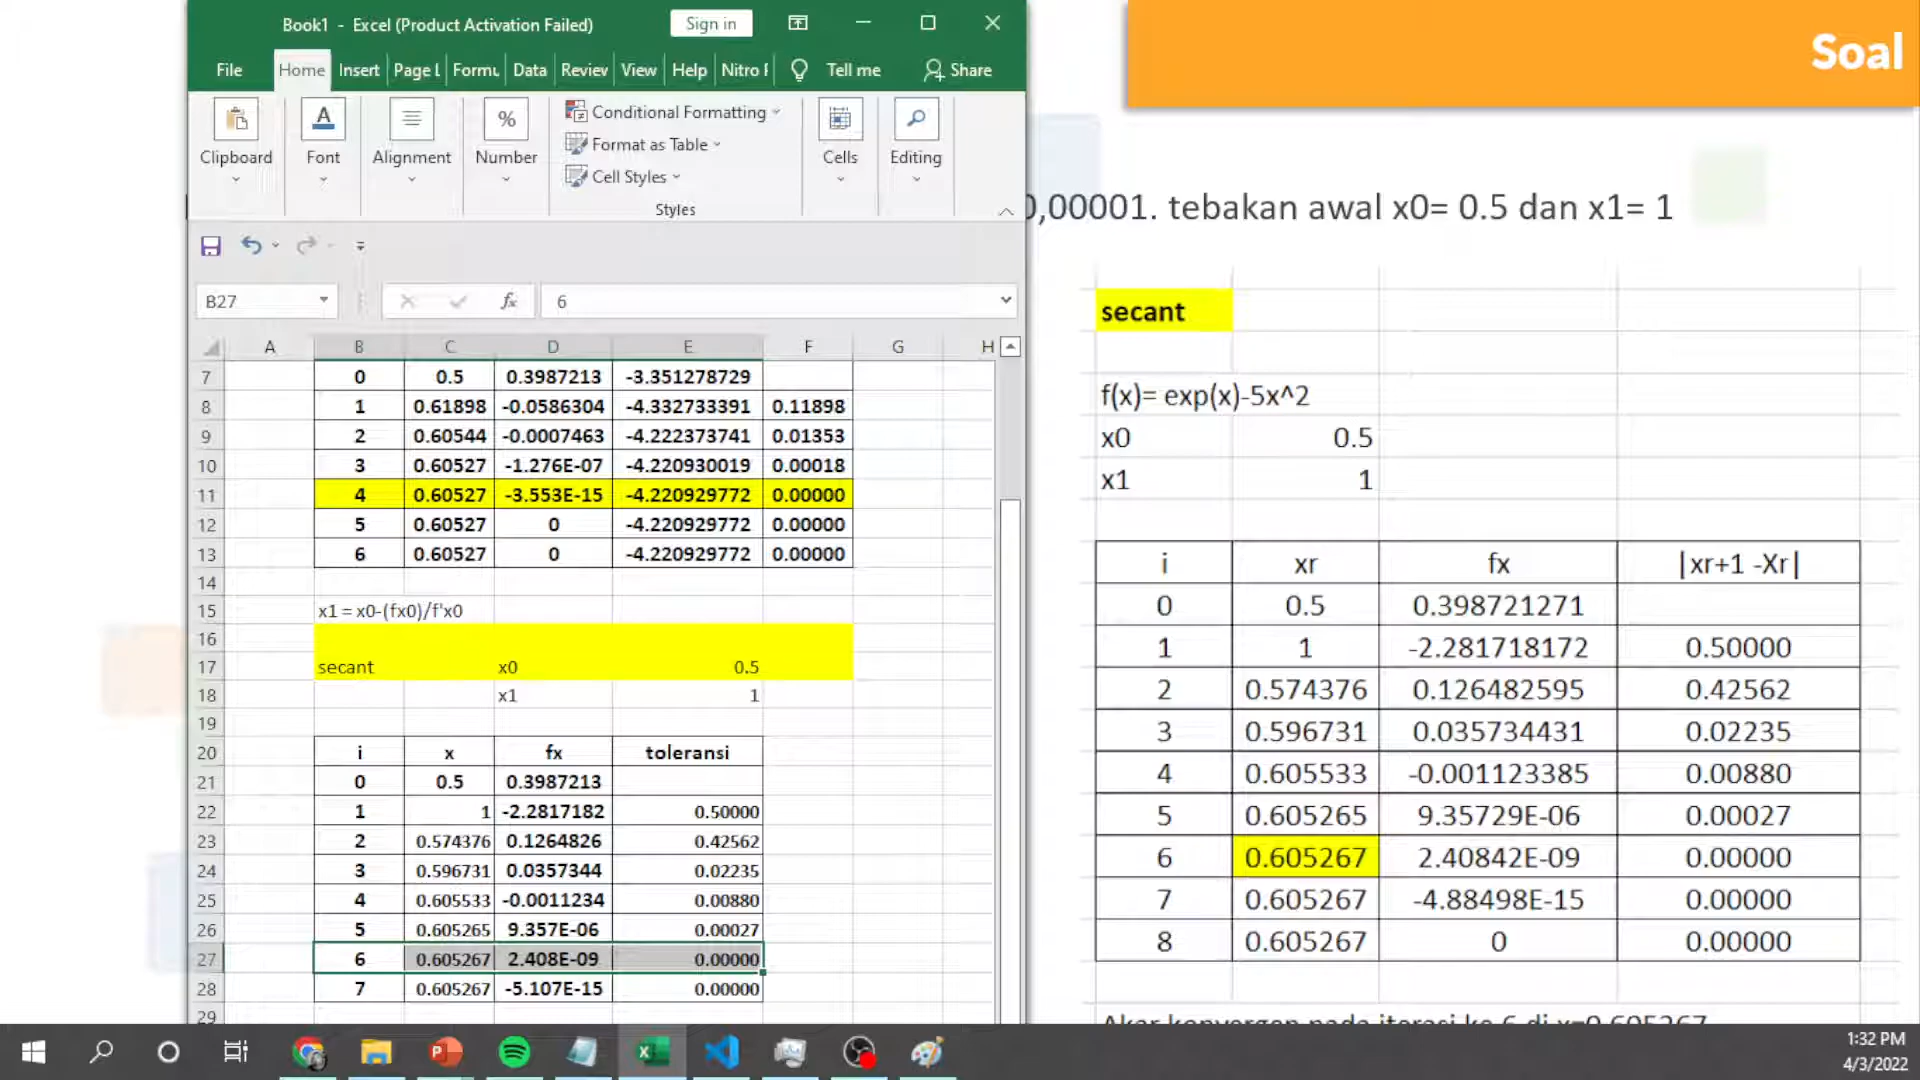 Book1 - Excel (Product Activation Failed)
Sign in
File Home Insert Page L Formu Data Review View Help Nitro Tell me Share
Clipboard
Font
Alignment
%
Number
Conditional Formatting
Format as Table
Cell Styles
Styles
Cells
Editing
B27
fx
6
A B C D E F G H
7 0 0.5 0.3987213 -3.351278729
8 1 0.61898 -0.0586304 -4.332733391 0.11898
9 2 0.60544 -0.0007463 -4.222373741 0.01353
10 3 0.60527 -1.276E-07 -4.220930019 0.00018
11 4 0.60527 -3.553E-15 -4.220929772 0.00000
12 5 0.60527 0 -4.220929772 0.00000
13 6 0.60527 0 -4.220929772 0.00000
14
15 x1 = x0-(fx0)/f'x0
16
17 secant x0 0.5
18 x1 1
19
20 i x fx toleransi
21 0 0.5 0.3987213
22 1 1 -2.2817182 0.50000
23 2 0.574376 0.1264826 0.42562
24 3 0.596731 0.0357344 0.02235
25 4 0.605533 -0.0011234 0.00880
26 5 0.605265 9.357E-06 0.00027
27 6 0.605267 2.408E-09 0.00000
28 7 0.605267 -5.107E-15 0.00000
29
Soal
0,00001. tebakan awal x0= 0.5 dan x1= 1
secant
f(x)= exp(x)-5x^2
x0 0.5
x1 1
i xr fx |xr+1 -Xr|
0 0.5 0.398721271
1 1 -2.281718172 0.50000
2 0.574376 0.126482595 0.42562
3 0.596731 0.035734431 0.02235
4 0.605533 -0.001123385 0.00880
5 0.605265 9.35729E-06 0.00027
6 0.605267 2.40842E-09 0.00000
7 0.605267 -4.88498E-15 0.00000
8 0.605267 0 0.00000
Akar konvergen pada iterasi ke 6 di x=0.605267
1:32 PM
4/3/2022